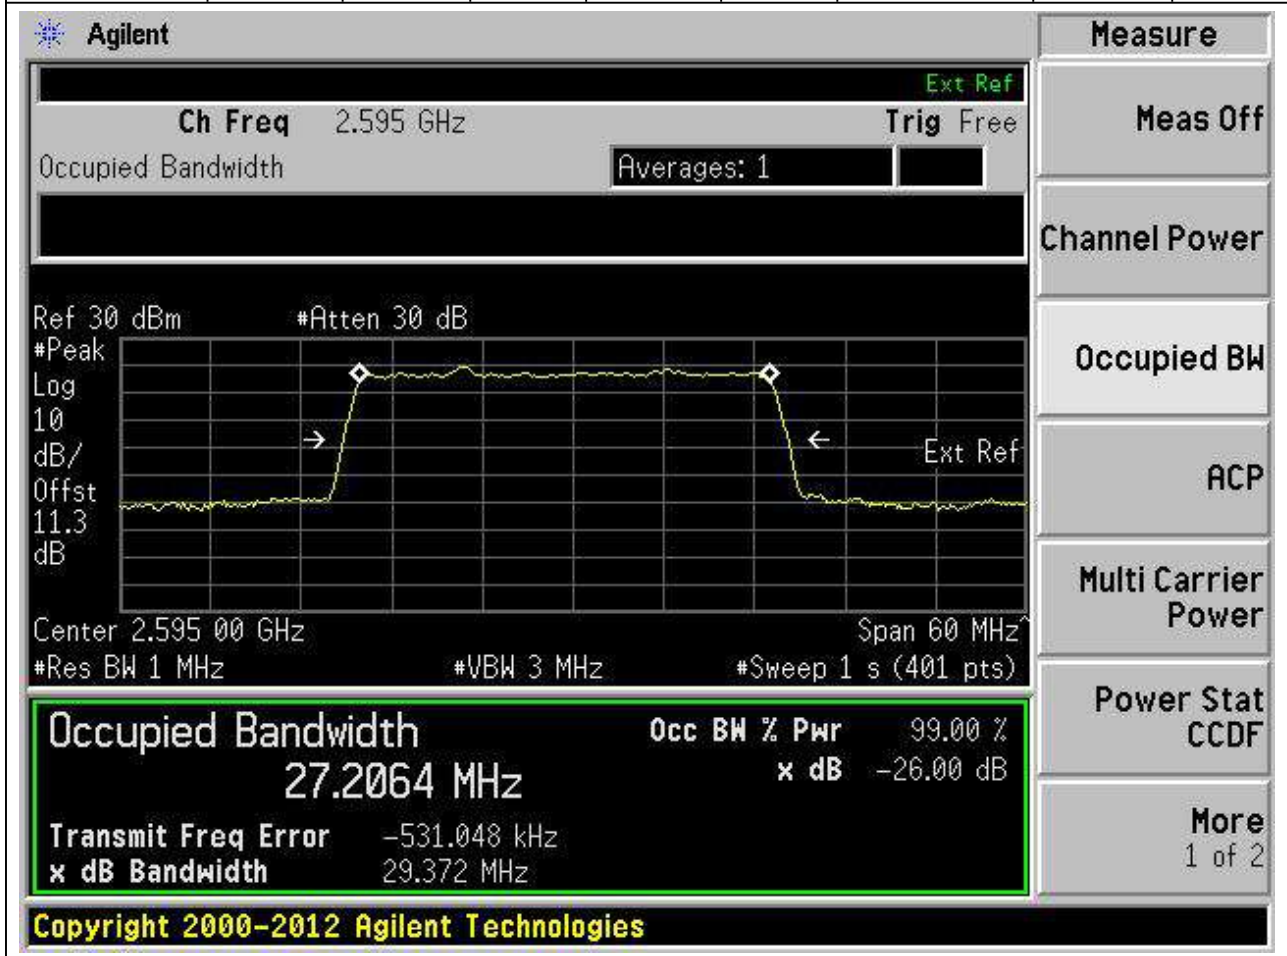 Agilent
Measure
Ext Ref
Ch Freq 2.595 GHz Trig Free
Occupied Bandwidth Averages: 1
Meas Off
Channel Power
Occupied BW
ACP
Multi Carrier
Power
Power Stat
CCDF
More
1 of 2
Ref 30 dBm #Atten 30 dB
#Peak
Log
10
dB/
Offst
11.3
dB
Ext Ref
Center 2.595 00 GHz Span 60 MHz^
#Res BW 1 MHz #VBW 3 MHz #Sweep 1 s (401 pts)
Occupied Bandwidth Occ BW % Pwr 99.00 %
27.2064 MHz x dB -26.00 dB
Transmit Freq Error -531.048 kHz
x dB Bandwidth 29.372 MHz
Copyright 2000-2012 Agilent Technologies